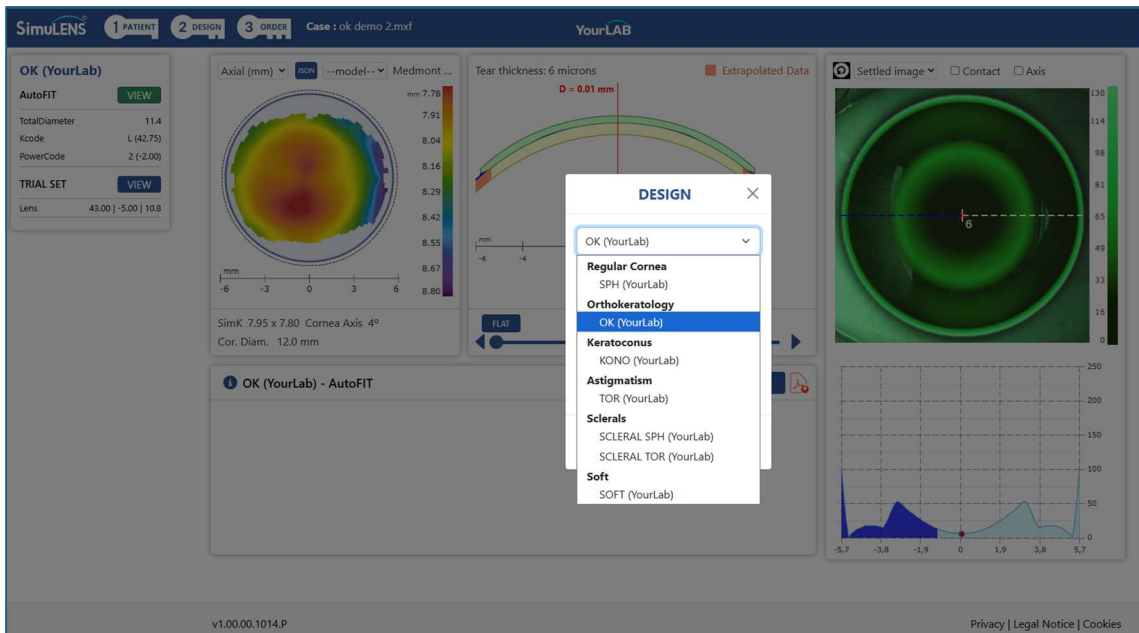 SimuLENS
1 PATIENT
2 DESIGN
3 ORDER
Case : ok demo 2.mxf
YourLAB
OK (YourLab)
AutoFIT VIEW
TotalDiameter 11.4
Kcode L (42.75)
PowerCode 2 (-2.00)
TRIAL SET VIEW
Lens 43.00 | -5.00 | 10.8
Axial (mm) JSON --model-- Medmont ...
mm 7.78
7.91
8.04
8.16
8.29
8.42
8.55
8.67
8.80
mm
-6 -3 0 3 6
SimK 7.95 x 7.80 Cornea Axis 4º
Cor. Diam. 12.0 mm
Tear thickness: 6 microns Extrapolated Data
D = 0.01 mm
mm
-6 -4
FLAT
Settled image Contact Axis
130
114
98
81
65
49
33
16
0
6
250
200
150
100
50
0
-5,7 -3,8 -1,9 0 1,9 3,8 5,7
OK (YourLab) - AutoFIT
DESIGN
OK (YourLab)
Regular Cornea
SPH (YourLab)
Orthokeratology
OK (YourLab)
Keratoconus
KONO (YourLab)
Astigmatism
TOR (YourLab)
Sclerals
SCLERAL SPH (YourLab)
SCLERAL TOR (YourLab)
Soft
SOFT (YourLab)
v1.00.00.1014.P
Privacy | Legal Notice | Cookies